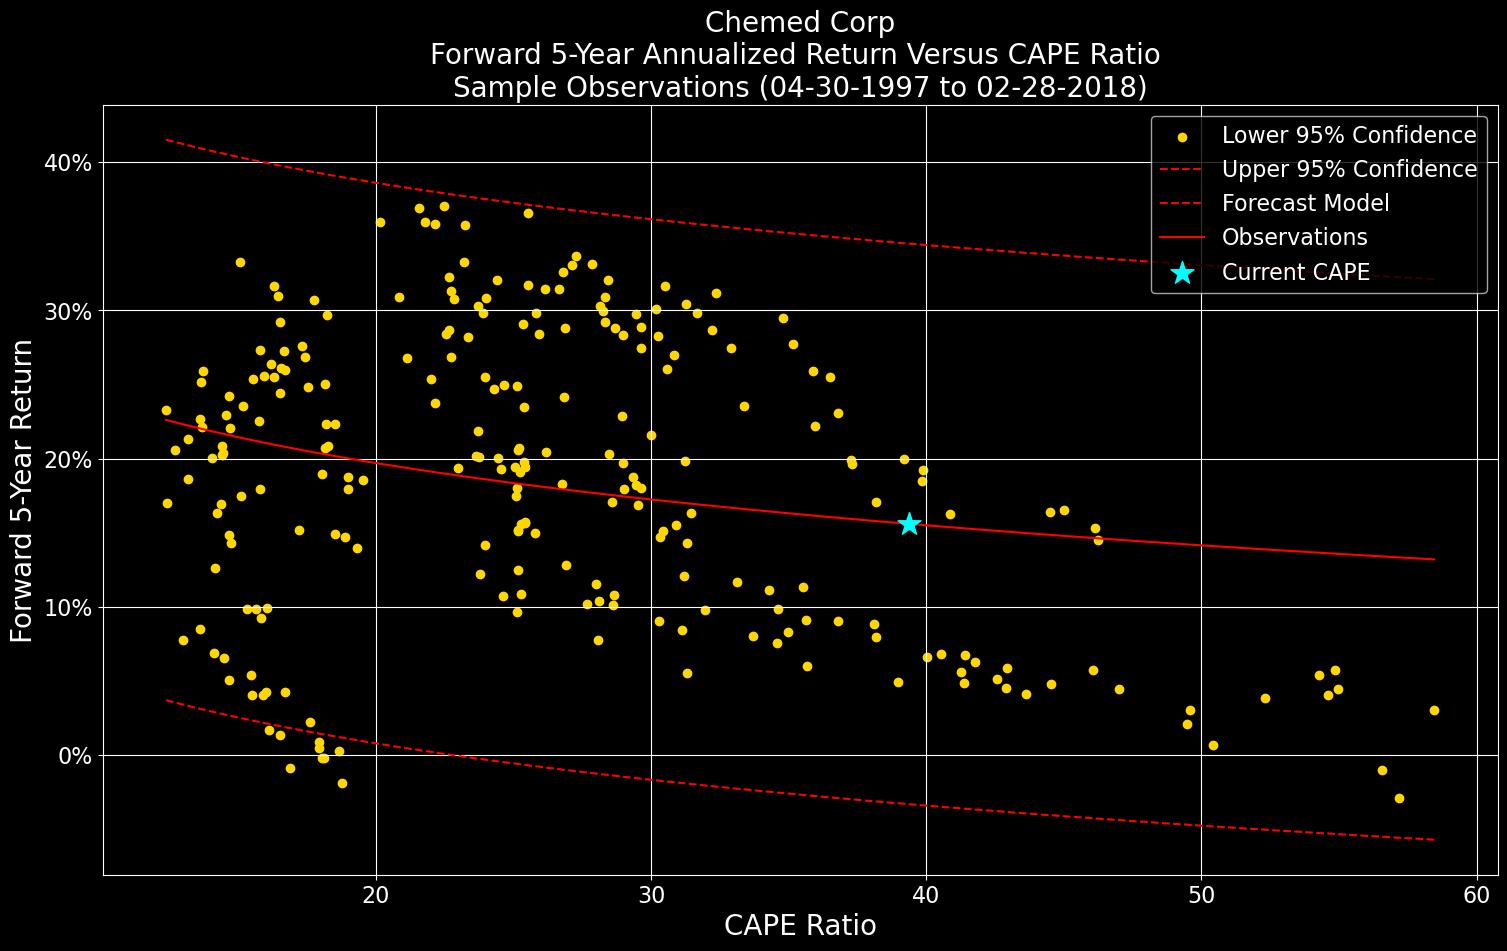 Chemed Corp
Forward 5-Year Annualized Return Versus CAPE Ratio
Sample Observations (04-30-1997 to 02-28-2018)
Lower 95% Confidence
Upper 95% Confidence
Forecast Model
Observations
Current CAPE
Forward 5-Year Return
40%
30%
20%
10%
0%
20
30
40
50
60
CAPE Ratio